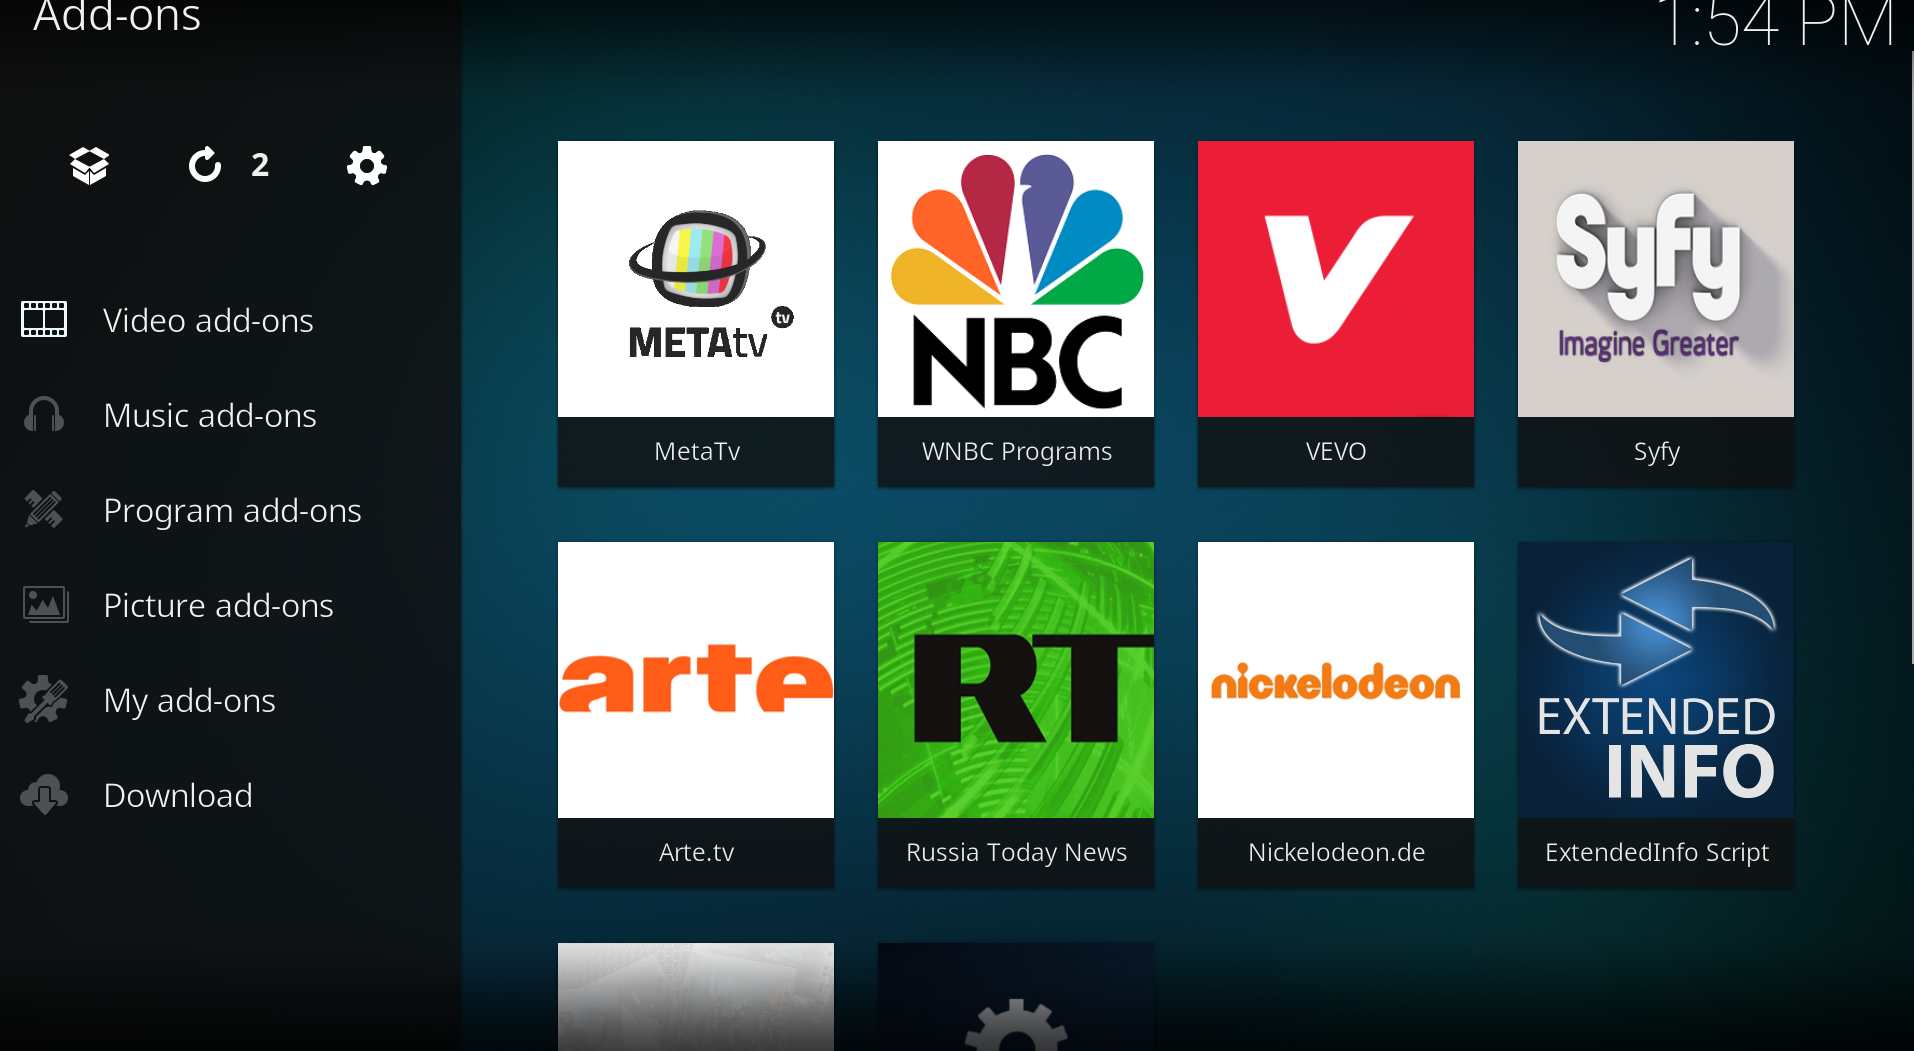 Add-ons
1:54 PM
2
Video add-ons
Music add-ons
Program add-ons
Picture add-ons
My add-ons
Download
METAtv tv
MetaTv
NBC
WNBC Programs
V
VEVO
Syfy
Imagine Greater
Syfy
arte
Arte.tv
RT
Russia Today News
nickelodeon
Nickelodeon.de
EXTENDED
INFO
ExtendedInfo Script